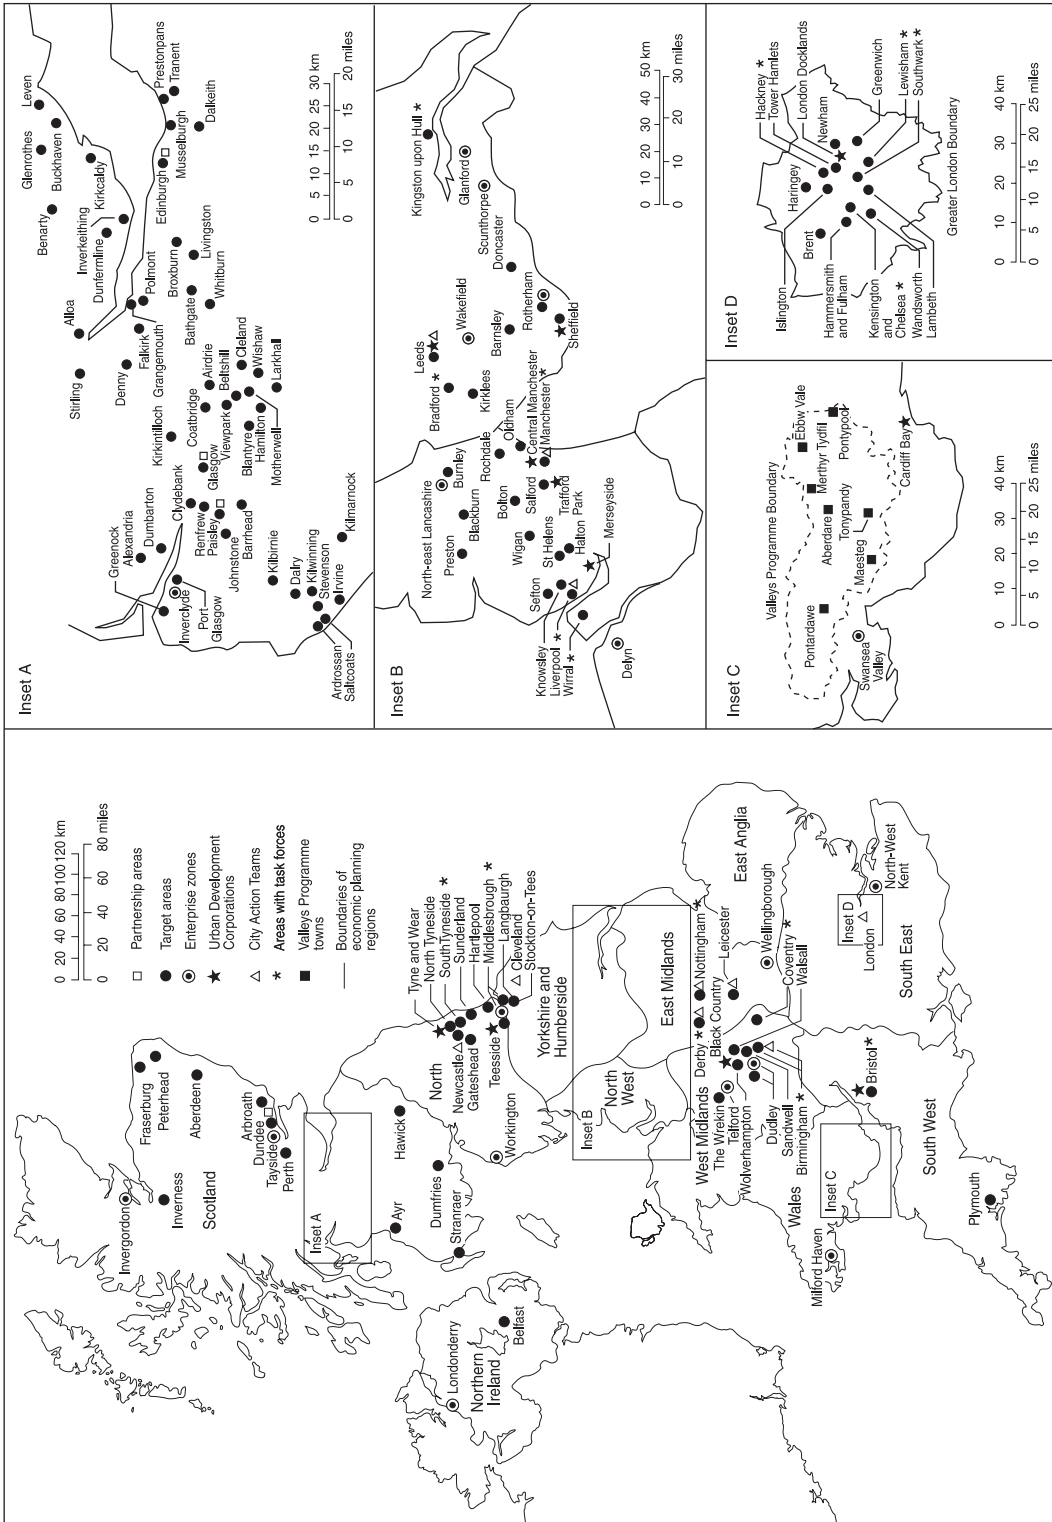 0 20 40 60 80 100 120 km
0 20 40 60 80 miles
Partnership areas
Target areas
Enterprise zones
Urban Development
Corporations
City Action Teams
Areas with task forces
Valleys Programme
towns
Boundaries of
economic planning
regions
Invergordon
Inverness
Scotland
Fraserburg
Peterhead
Aberdeen
Arbroath
Dundee
Tayside
Perth
Inset A
Ayr
Hawick
Dumfries
Stranraer
Londonderry
Northern
Ireland
Belfast
North
Tyne and Wear
North Tyneside
South Tyneside *
Sunderland
Hartlepool
Middlesbrough *
Langbaurgh
Cleveland
Stockton-on-Tees
Newcastle
Gateshead
Teesside
Workington
Yorkshire and
Humberside
Inset B
North
West
East Midlands
West Midlands
The Wrekin
Telford
Wolverhampton
Dudley
Sandwell
Birmingham *
Derby *
Black Country
Nottingham *
Leicester
Wellingborough
Coventry *
Walsall
East Anglia
Wales
Milford Haven
Inset C
Bristol *
South West
Plymouth
Inset D
London
North-West
Kent
South East
Inset A
0 5 10 15 20 25 30 km
0 5 10 15 20 miles
Leven
Glenrothes
Buckhaven
Benarty
Kirkcaldy
Inverkeithing
Dunfermline
Alloa
Stirling
Prestonpans
Tranent
Edinburgh
Musselburgh
Dalkeith
Polmont
Broxburn
Livingston
Bathgate
Whitburn
Denny
Falkirk
Grangemouth
Kirkintilloch
Coatbridge
Airdrie
Bellshill
Cleland
Wishaw
Larkhall
Glasgow
Viewpark
Blantyre
Hamilton
Motherwell
Clydebank
Renfrew
Paisley
Johnstone
Barrhead
Greenock
Alexandria
Dumbarton
Inverclyde
Port
Glasgow
Kilbirnie
Dalry
Kilwinning
Stevenson
Irvine
Kilmarnock
Ardrossan
Saltcoats
Inset B
0 10 20 30 40 50 km
0 10 20 30 miles
Kingston upon Hull *
Glanford
Scunthorpe
Doncaster
Leeds
Bradford *
Wakefield
Kirklees
Barnsley
Rotherham
Sheffield
North-east Lancashire
Burnley
Preston
Blackburn
Rochdale
Oldham
Bolton
Central Manchester
Manchester *
Salford
Trafford
Wigan
St Helens
Halton Park
Merseyside
Sefton
Knowsley
Liverpool *
Wirral *
Delyn
Inset C
Valleys Programme Boundary
Ebbw Vale
Merthyr Tydfil
Pontypool
Aberdare
Tonypandy
Maesteg
Pontardawe
Swansea
Valley
Cardiff Bay
0 10 20 30 40 km
0 5 10 15 20 25 miles
Inset D
Hackney *
Tower Hamlets
London Docklands
Newham
Haringey
Brent
Islington
Hammersmith
and Fulham
Kensington
and
Chelsea *
Wandsworth
Lambeth
Greenwich
Lewisham *
Southwark *
Greater London Boundary
0 10 20 30 40 km
0 5 10 15 20 25 miles